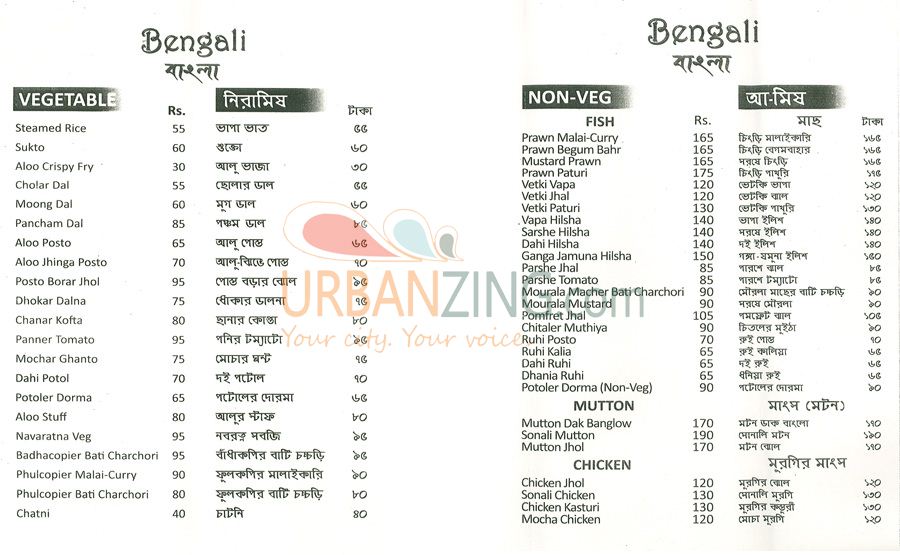 Bengali
বাংলা
VEGETABLE Rs. নিরামিষ টাকা
Steamed Rice 55 ভাপা ভাত ৫৫
Sukto 60 শুক্তো ৬০
Aloo Crispy Fry 30 আলু ভাজা ৩০
Cholar Dal 55 ছোলার ডাল ৫৫
Moong Dal 60 মুগ ডাল ৬০
Pancham Dal 85 পঞ্চম ডাল ৮৫
Aloo Posto 65 আলু পোস্ত ৬৫
Aloo Jhinga Posto 70 আলু-ঝিঙে পোস্ত ৭০
Posto Borar Jhol 95 পোস্ত বড়ার ঝোল ৯৫
Dhokar Dalna 75 ধোঁকার ডালনা ৭৫
Chanar Kofta 80 ছানার কোপ্তা ৮০
Panner Tomato 95 পনির টম্যাটো ৯৫
Mochar Ghanto 75 মোচার ঘন্ট ৭৫
Dahi Potol 70 দই পটোল ৭০
Potoler Dorma 65 পটোলের দোরমা ৬৫
Aloo Stuff 80 আলুর স্টাফ ৮০
Navaratna Veg 95 নবরত্ন সবজি ৯৫
Badhacopier Bati Charchori 95 বাঁধাকপির বাটি চচ্চড়ি ৯৫
Phulcopier Malai-Curry 90 ফুলকপির মালাইকারি ৯০
Phulcopier Bati Charchori 80 ফুলকপির বাটি চচ্চড়ি ৮০
Chatni 40 চাটনি ৪০
URBANZING.com
Your city. Your voice
Bengali
বাংলা
NON-VEG আ-মিষ
FISH Rs. মাছ টাকা
Prawn Malai-Curry 165 চিংড়ি মালাইকারি ১৬৫
Prawn Begum Bahr 165 চিংড়ি বেগমবাহার ১৬৫
Mustard Prawn 165 সরষে চিংড়ি ১৬৫
Prawn Paturi 175 চিংড়ি পাথুরি ১৭৫
Vetki Vapa 120 ভেটকি ভাপা ১২০
Vetki Jhal 120 ভেটকি ঝাল ১২০
Vetki Paturi 130 ভেটকি পাথুরি ১৩০
Vapa Hilsha 140 ভাপা ইলিশ ১৪০
Sarshe Hilsha 140 সরষে ইলিশ ১৪০
Dahi Hilsha 140 দই ইলিশ ১৪০
Ganga Jamuna Hilsha 150 গঙ্গা-যমুনা ইলিশ ১৪০
Parshe Jhal 85 পারশে ঝাল ৮৫
Parshe Tomato 85 পারশে টম্যাটো ৮৫
Mourala Macher Bati Charchori 90 মৌরলা মাছের বাটি চচ্চড়ি ৯০
Mourala Mustard 90 সরষে মৌরলা ৯০
Pomfret Jhal 105 পমফ্রেট ঝাল ১০৫
Chitaler Muthiya 90 চিতলের মুইঠা ৯০
Ruhi Posto 70 রুই পোস্ত ৭০
Ruhi Kalia 65 রুই কালিয়া ৬৫
Dahi Ruhi 65 দই রুই ৬৫
Dhania Ruhi 65 ধনিয়া রুই ৬৫
Potoler Dorma (Non-Veg) 90 পটোলের দোরমা ৯০
MUTTON মাংস (মটন)
Mutton Dak Banglow 170 মটন ডাক বাংলো ১৭০
Sonali Mutton 190 সোনালি মটন ১৯০
Mutton Jhol 170 মটন ঝোল ১৭০
CHICKEN মুরগির মাংস
Chicken Jhol 120 মুরগির ঝোল ১২০
Sonali Chicken 130 সোনালি মুরগি ১৩০
Chicken Kasturi 130 মুরগির কস্তুরী ১৩০
Mocha Chicken 120 মোচা মুরগি ১২০